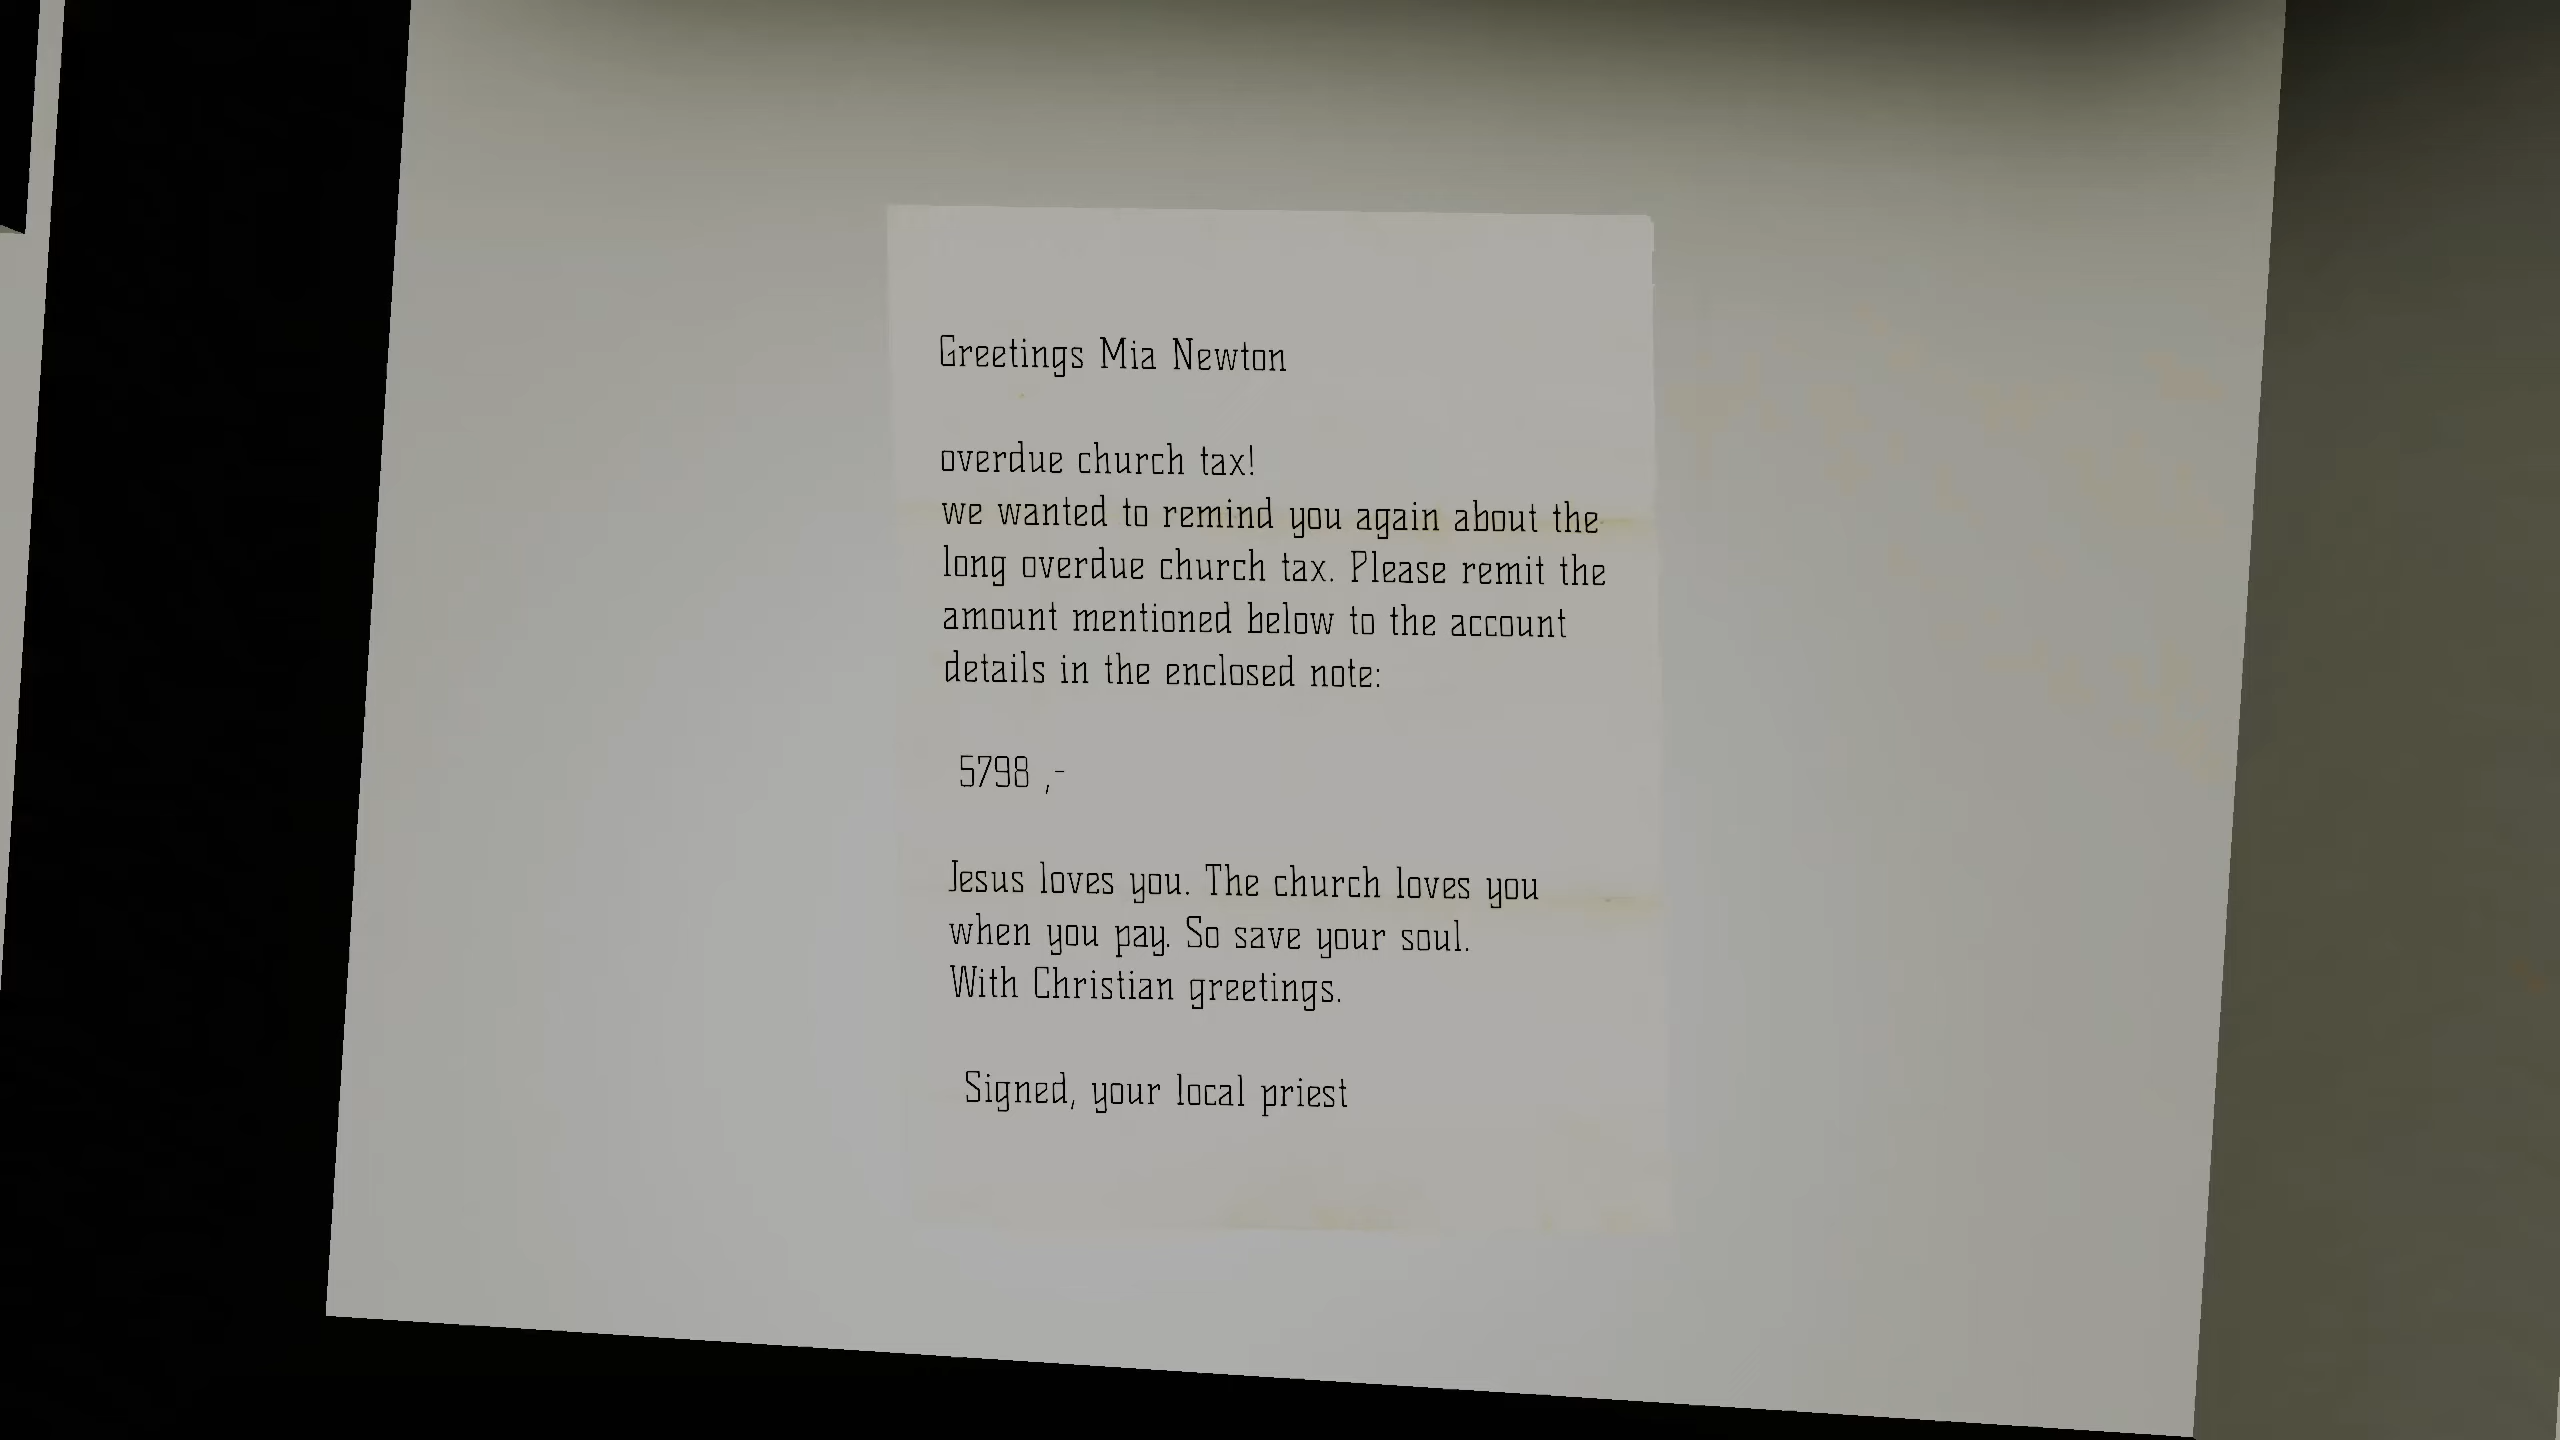 Greetings Mia Newton
overdue church tax!
we wanted to remind you again about the
long overdue church tax. Please remit the
amount mentioned below to the account
details in the enclosed note:
5798 ,-
Jesus loves you. The church loves you
when you pay. So save your soul.
With Christian greetings.
Signed, your local priest